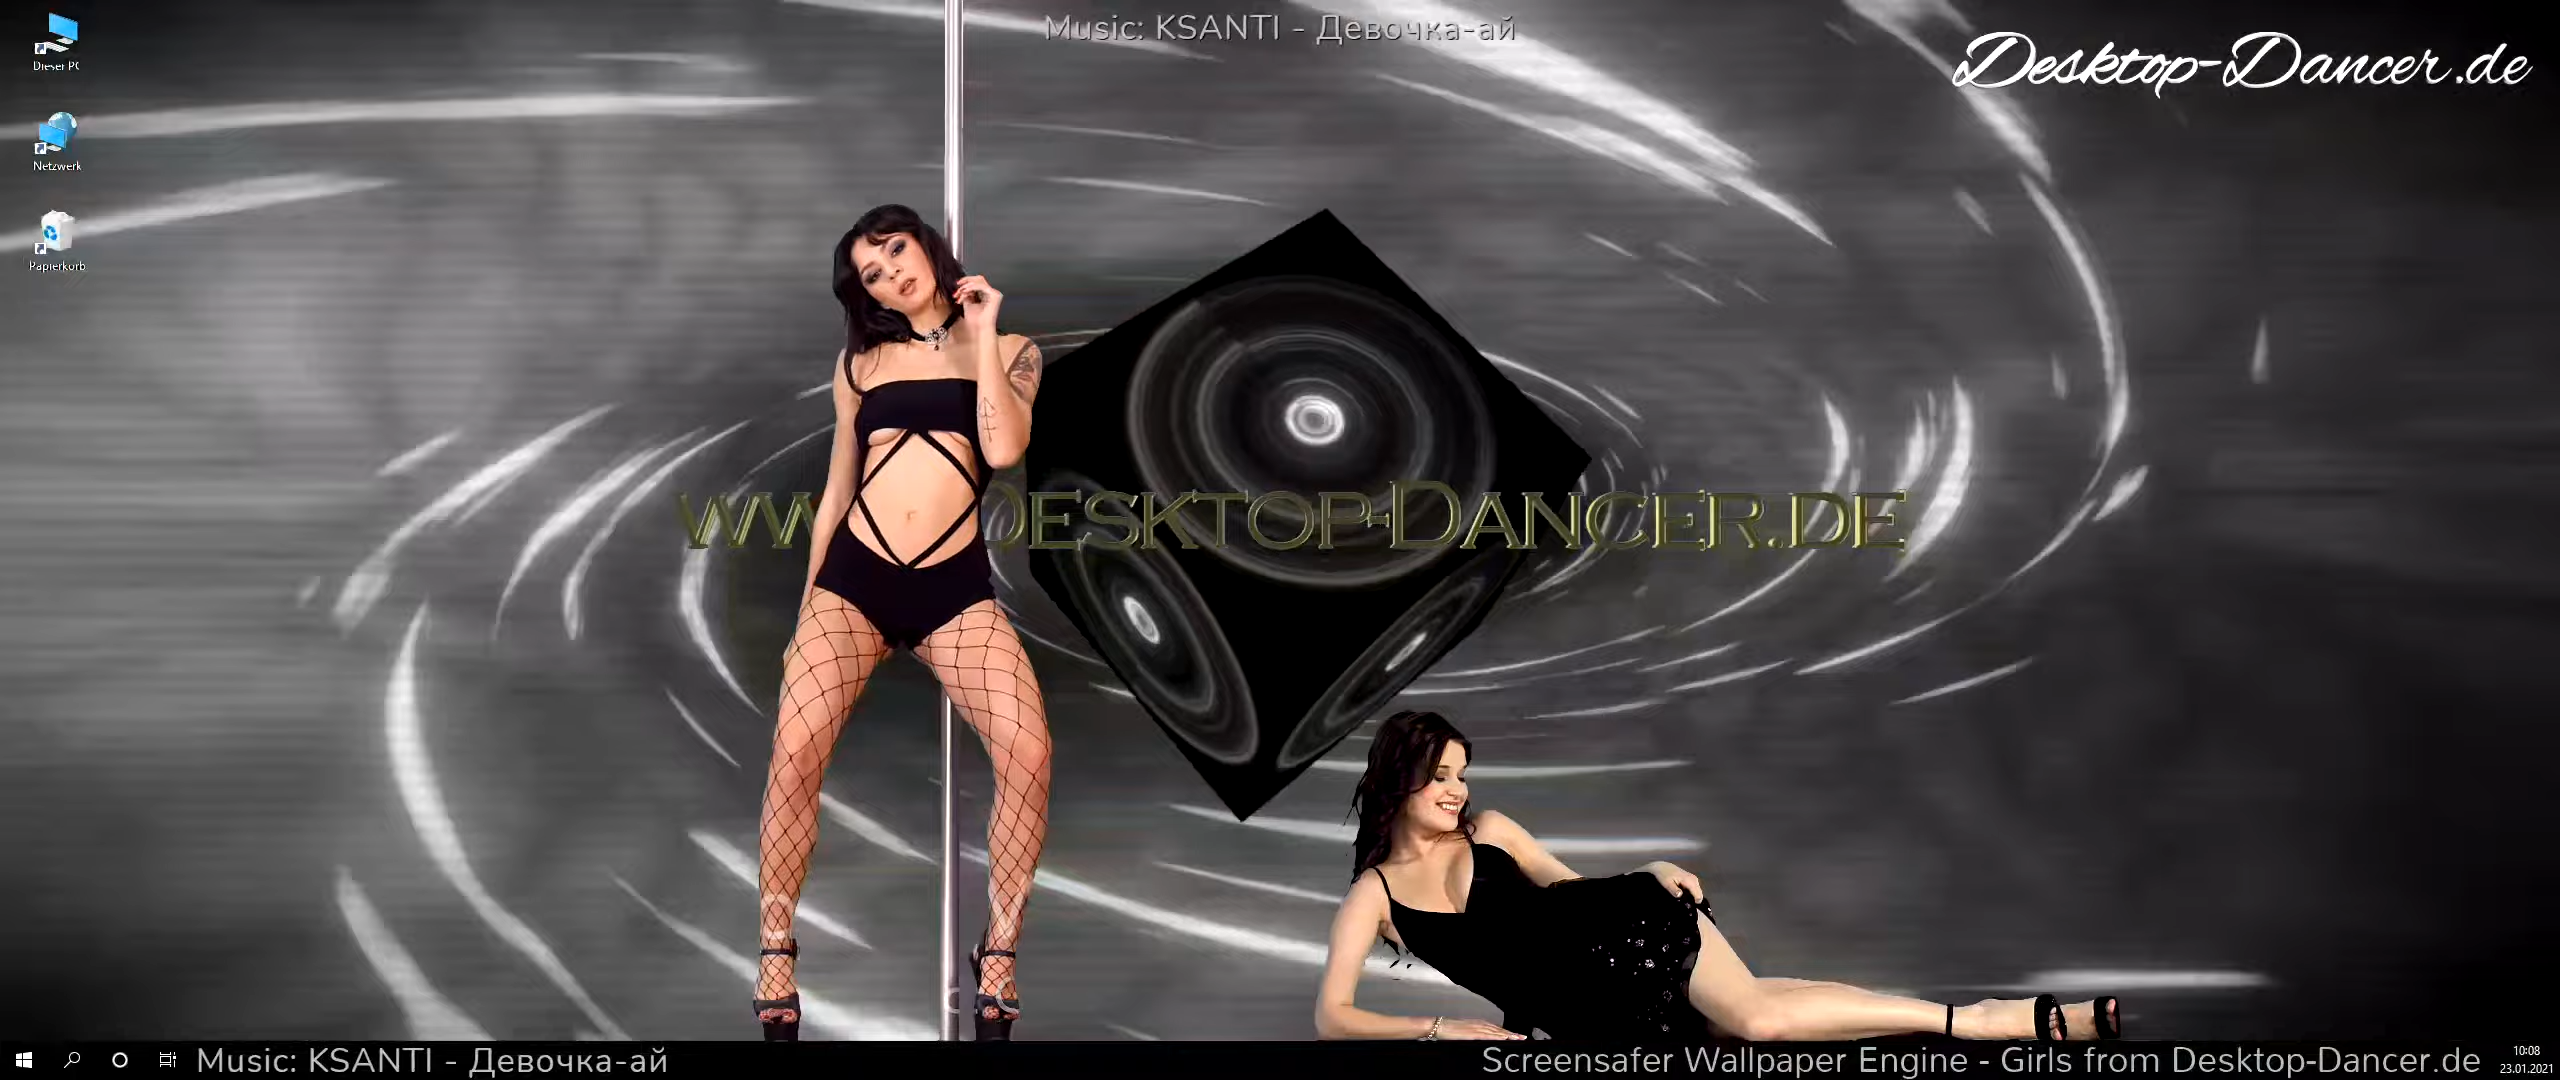 Music: KSANTI - Девочка-ай
Desktop-Dancer.de
Dieser PC
Netzwerk
Papierkorb
DESKTOP-DANCER.DE
Music: KSANTI - Девочка-ай
Screensafer Wallpaper Engine - Girls from Desktop-Dancer.de
10:08
23.01.2021